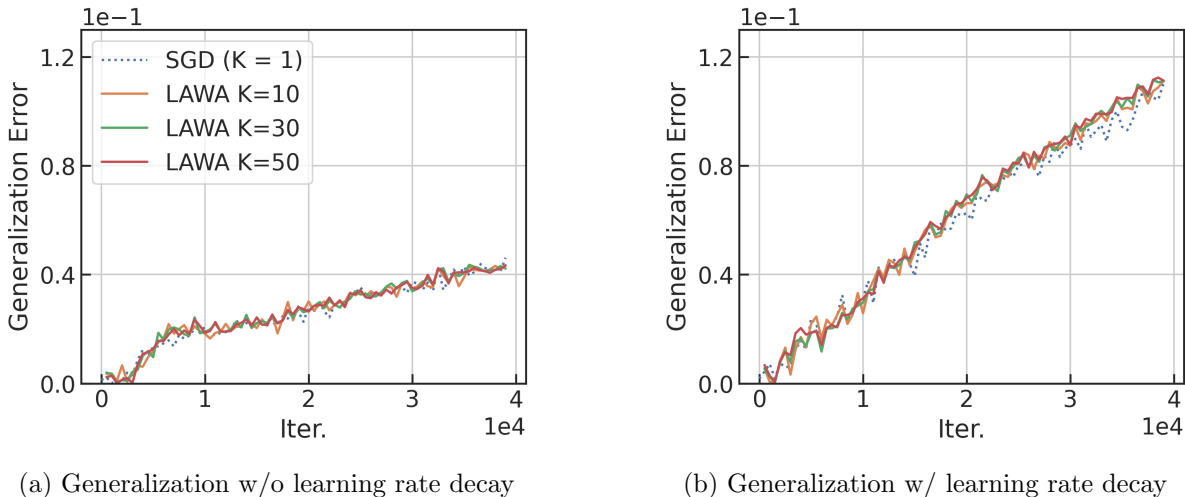 1e−1
Generalization Error
1.2
0.8
0.4
0.0
SGD (K = 1)
LAWA K=10
LAWA K=30
LAWA K=50
0 1 2 3 4
Iter.
1e4
(a) Generalization w/o learning rate decay
1e−1
Generalization Error
1.2
0.8
0.4
0.0
0 1 2 3 4
Iter.
1e4
(b) Generalization w/ learning rate decay